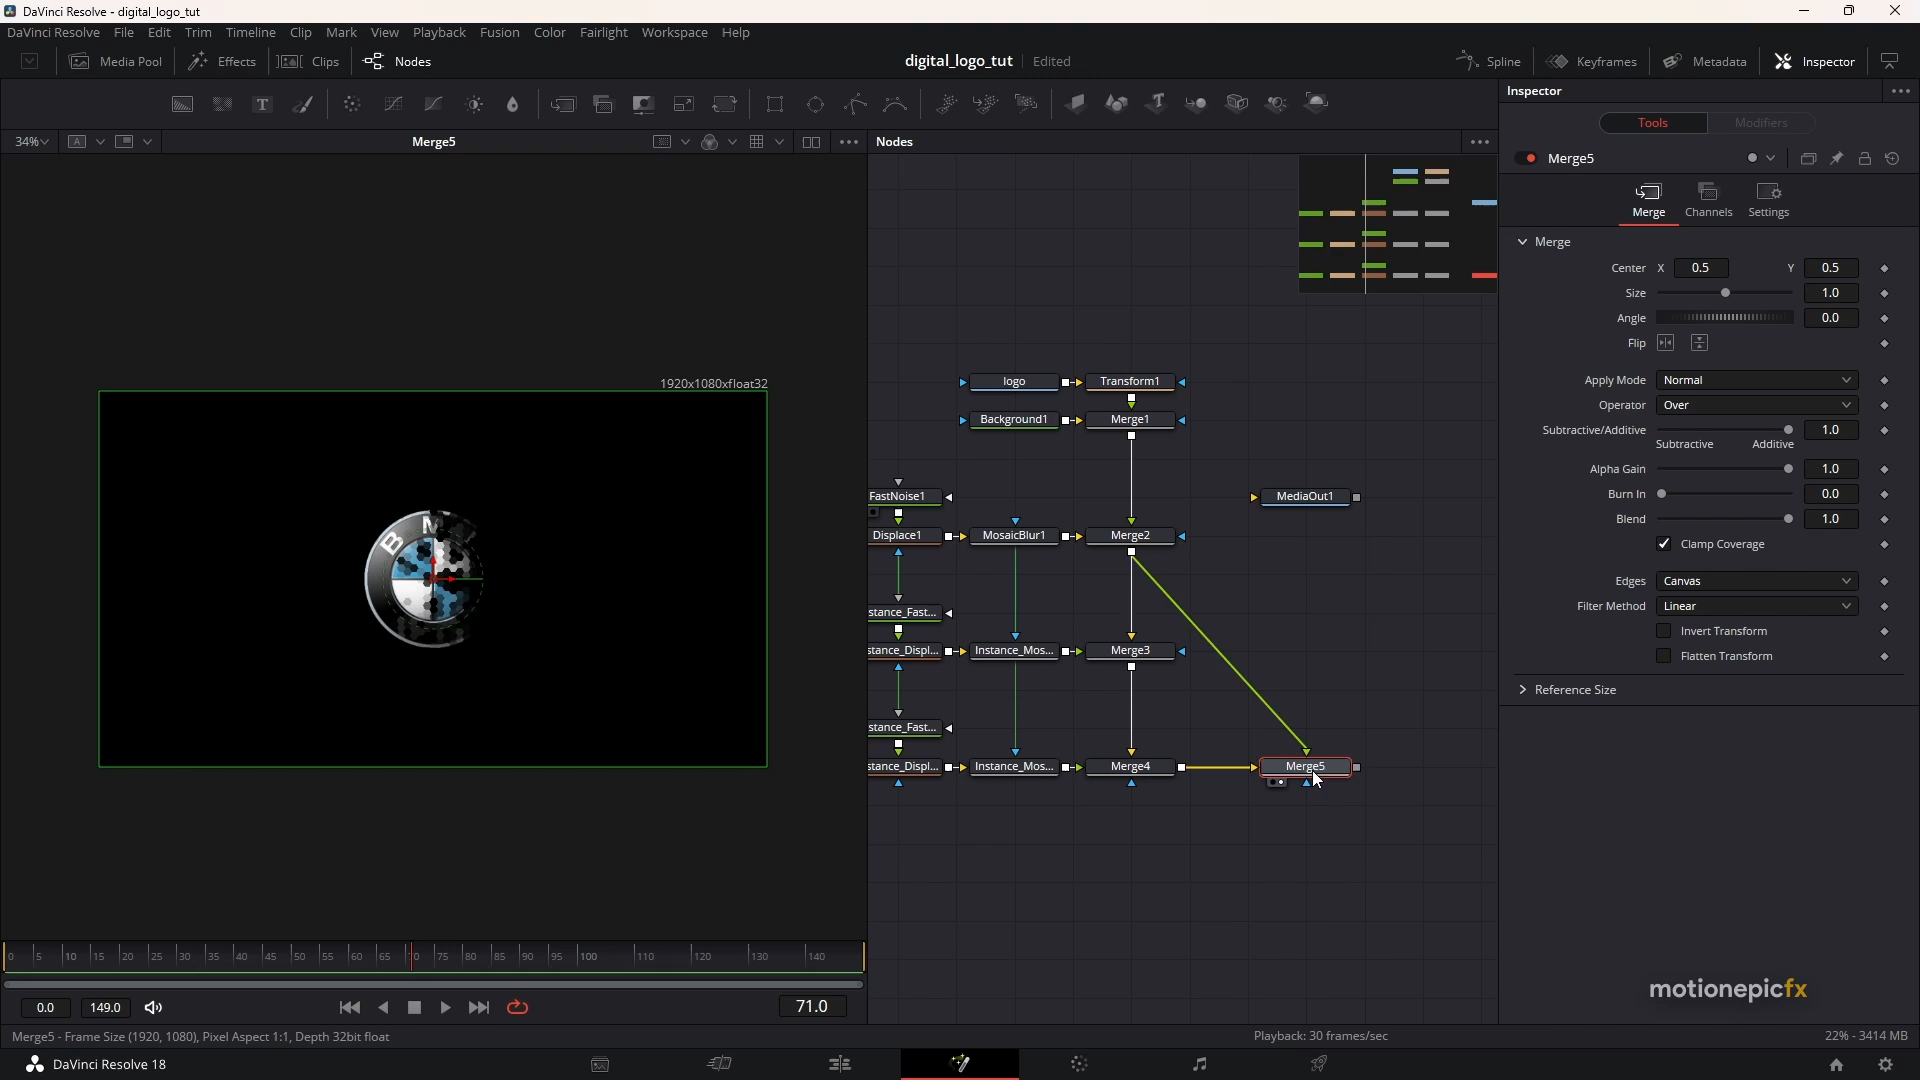 DaVinci Resolve - digital_logo_tut
DaVinci Resolve File Edit Trim Timeline Clip Mark View Playback Fusion Color Fairlight Workspace Help
Media Pool Effects Clips Nodes digital_logo_tut Edited Spline Keyframes Metadata Inspector
T T
Inspector
Tools Modifiers
34% A Merge5 Nodes
Merge5
Merge Channels Settings
Merge
Center X 0.5 Y 0.5
Size 1.0
Angle 0.0
Flip
Apply Mode Normal
Operator Over
Subtractive/Additive 1.0
Subtractive Additive
Alpha Gain 1.0
Burn In 0.0
Blend 1.0
Clamp Coverage
Edges Canvas
Filter Method Linear
Invert Transform
Flatten Transform
Reference Size
1920x1080xfloat32
B M
logo Transform1
Background1 Merge1
FastNoise1 MediaOut1
Displace1 MosaicBlur1 Merge2
stance_Fast...
stance_Displ... Instance_Mos... Merge3
stance_Fast...
stance_Displ... Instance_Mos... Merge4 Merge5
0 5 10 15 20 25 30 35 40 45 50 55 60 65 75 80 85 90 95 100 110 120 130 140
0.0 149.0 71.0
motionepicfx
Merge5 - Frame Size (1920, 1080), Pixel Aspect 1:1, Depth 32bit float Playback: 30 frames/sec 22% - 3414 MB
DaVinci Resolve 18